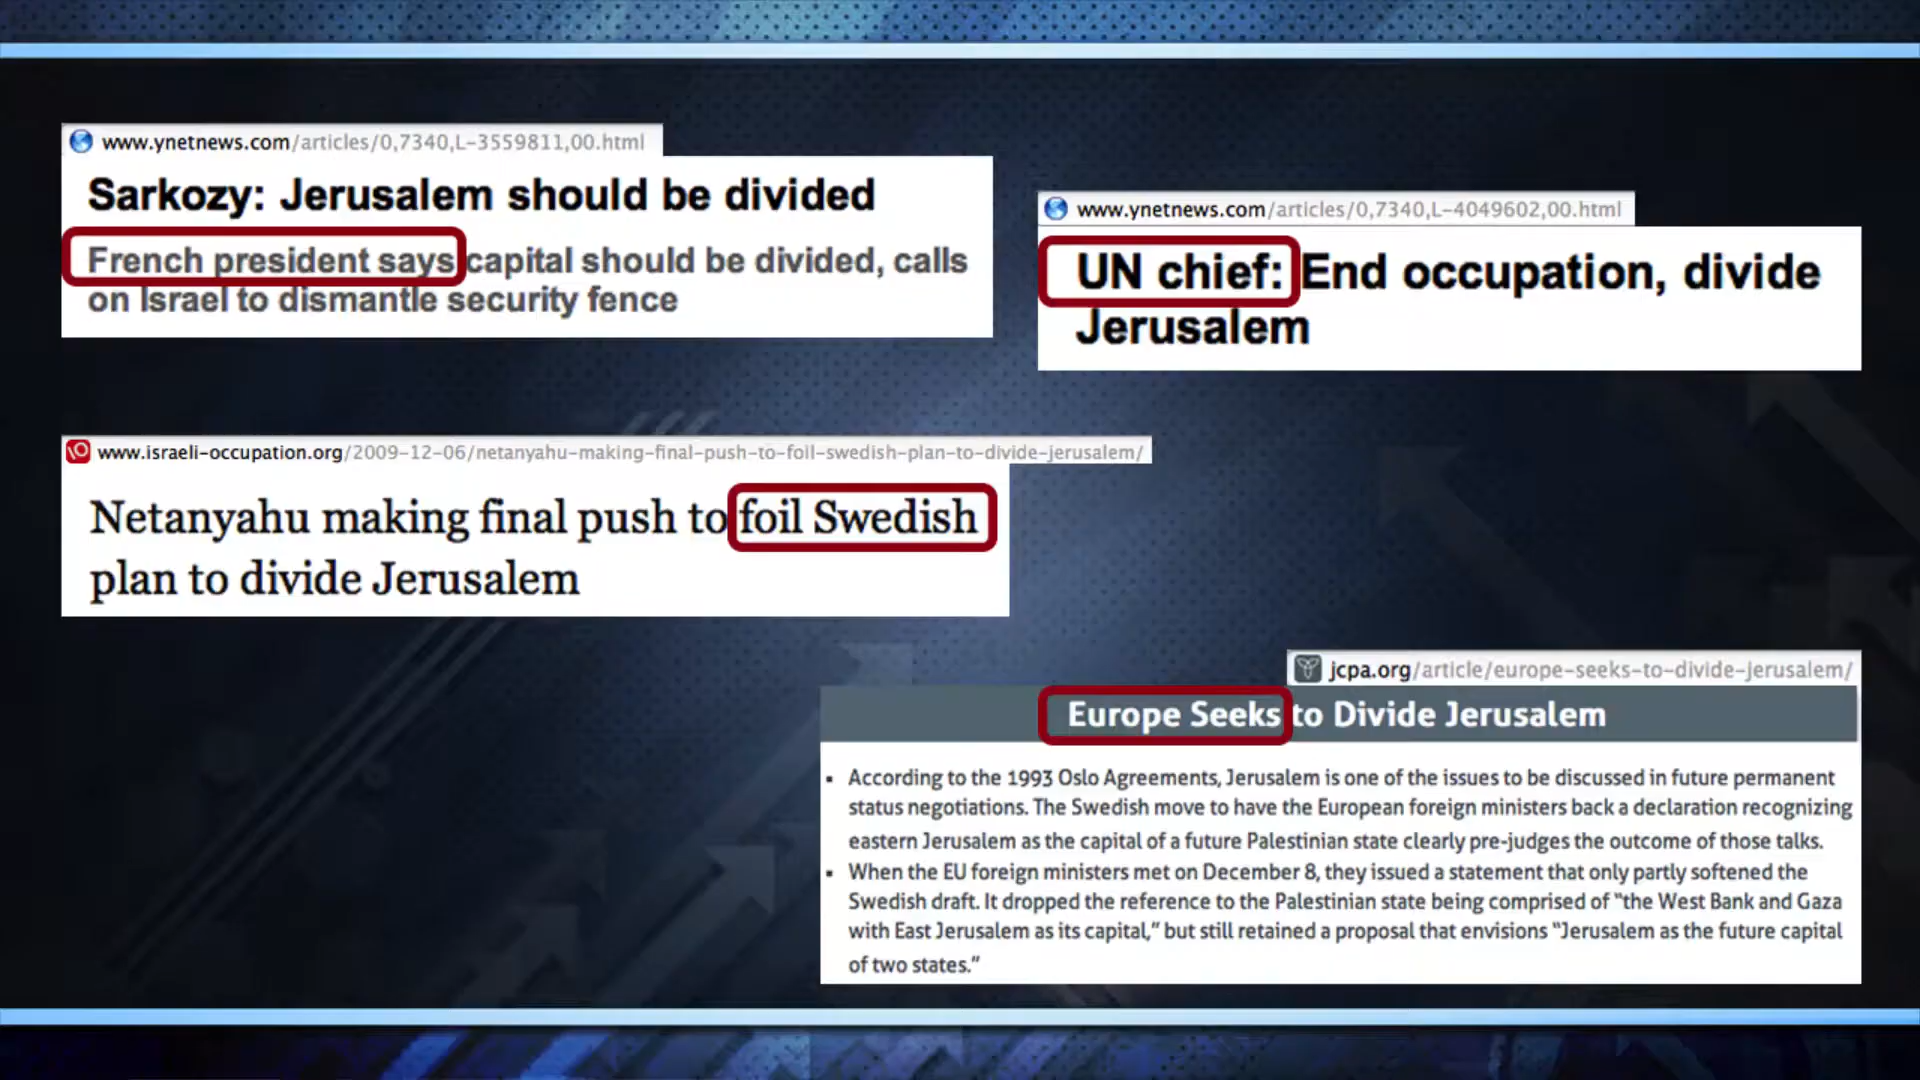 www.ynetnews.com/articles/0,7340,L-3559811,00.html
Sarkozy: Jerusalem should be divided
French president says capital should be divided, calls
on Israel to dismantle security fence
www.ynetnews.com/articles/0,7340,L-4049602,00.html
UN chief: End occupation, divide
Jerusalem
www.israeli-occupation.org/2009-12-06/netanyahu-making-final-push-to-foil-swedish-plan-to-divide-jerusalem/
Netanyahu making final push to foil Swedish
plan to divide Jerusalem
jcpa.org/article/europe-seeks-to-divide-jerusalem/
Europe Seeks to Divide Jerusalem
▪ According to the 1993 Oslo Agreements, Jerusalem is one of the issues to be discussed in future permanent
status negotiations. The Swedish move to have the European foreign ministers back a declaration recognizing
eastern Jerusalem as the capital of a future Palestinian state clearly pre-judges the outcome of those talks.
▪ When the EU foreign ministers met on December 8, they issued a statement that only partly softened the
Swedish draft. It dropped the reference to the Palestinian state being comprised of “the West Bank and Gaza
with East Jerusalem as its capital,” but still retained a proposal that envisions “Jerusalem as the future capital
of two states.”